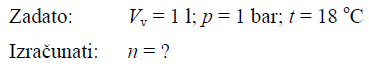 Zadato: Vᵥ = 1 l; p = 1 bar; t = 18 °C
Izračunati: n = ?